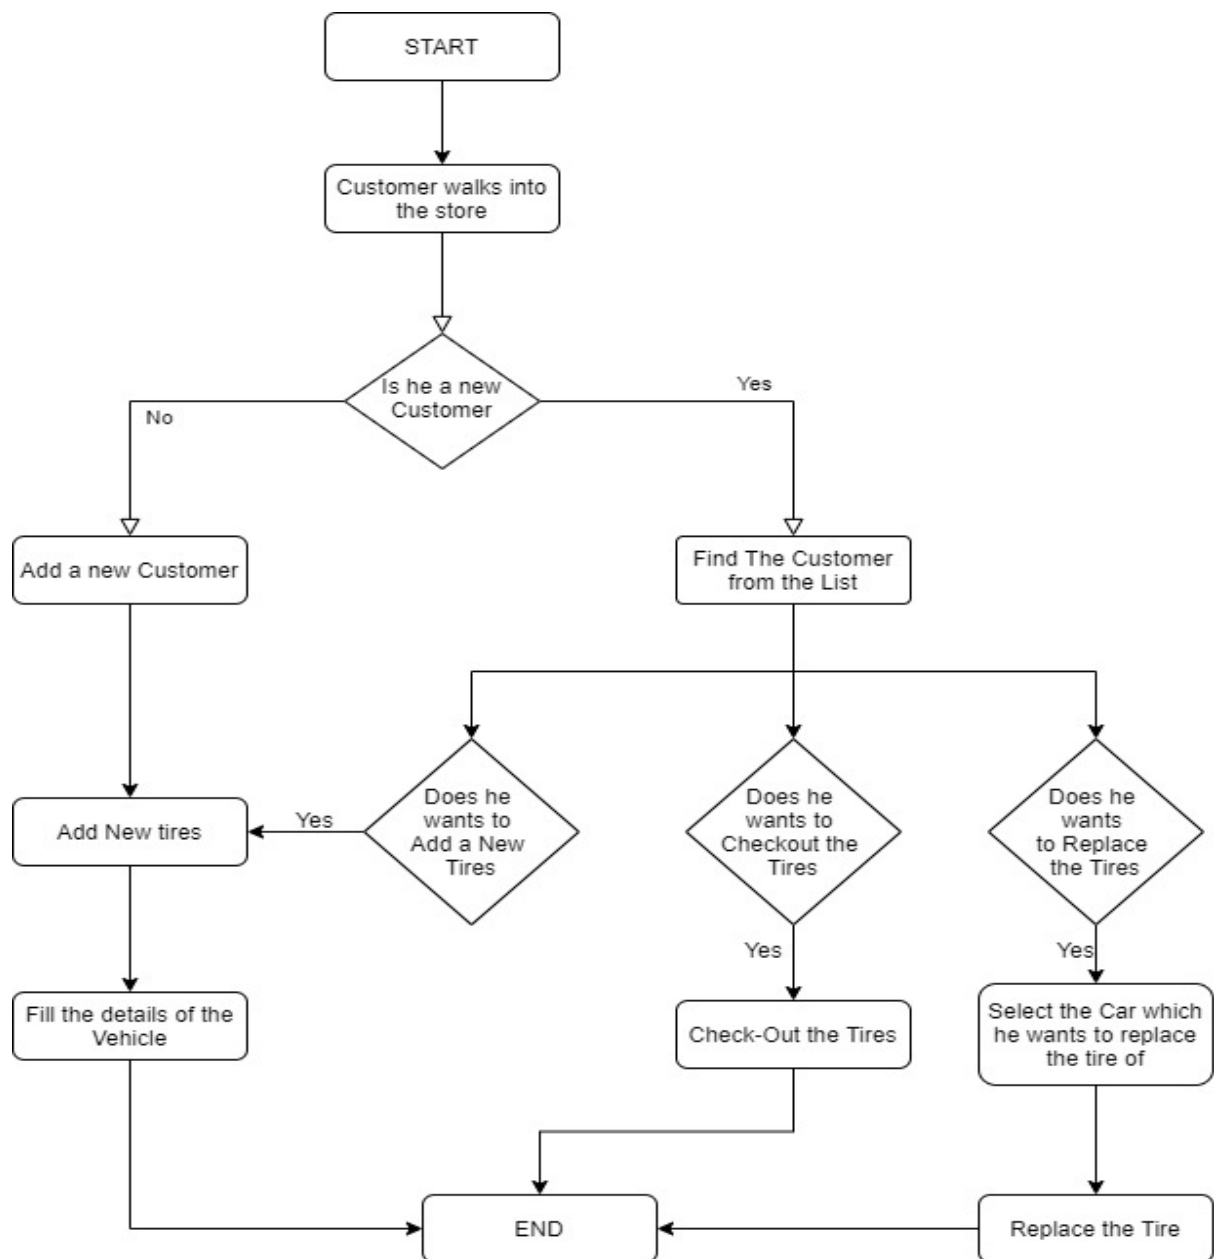 START
Customer walks into
the store
Is he a new
Customer
Yes
No
Add a new Customer
Find The Customer
from the List
Add New tires
Yes
Does he
wants to
Add a New
Tires
Does he
wants to
Checkout the
Tires
Does he
wants
to Replace
the Tires
Yes
Yes
Fill the details of the
Vehicle
Check-Out the Tires
Select the Car which
he wants to replace
the tire of
END
Replace the Tire